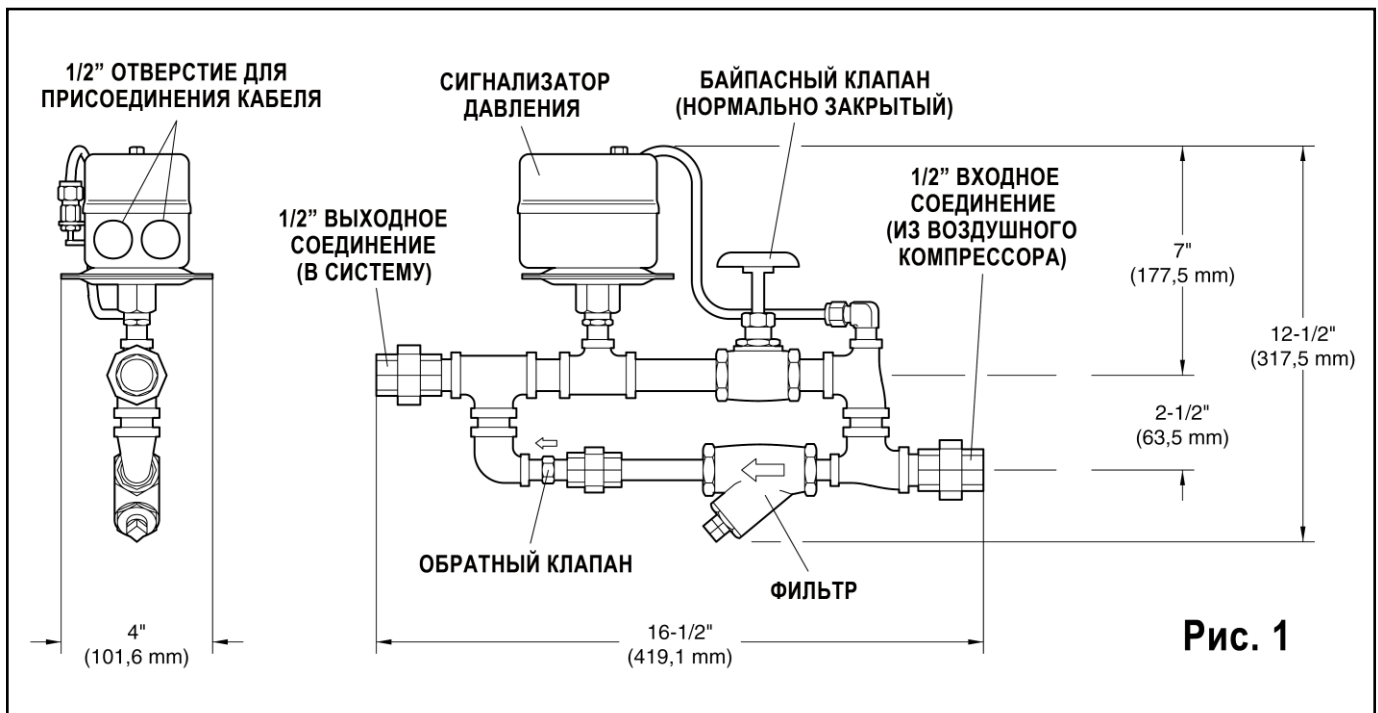 1/2” ОТВЕРСТИЕ ДЛЯ
ПРИСОЕДИНЕНИЯ КАБЕЛЯ
СИГНАЛИЗАТОР
ДАВЛЕНИЯ
БАЙПАСНЫЙ КЛАПАН
(НОРМАЛЬНО ЗАКРЫТЫЙ)
1/2” ВЫХОДНОЕ
СОЕДИНЕНИЕ
(В СИСТЕМУ)
1/2” ВХОДНОЕ
СОЕДИНЕНИЕ
(ИЗ ВОЗДУШНОГО
КОМПРЕССОРА)
7"
(177,5 mm)
12-1/2"
(317,5 mm)
2-1/2"
(63,5 mm)
ОБРАТНЫЙ КЛАПАН
ФИЛЬТР
4"
(101,6 mm)
16-1/2"
(419,1 mm)
Рис. 1